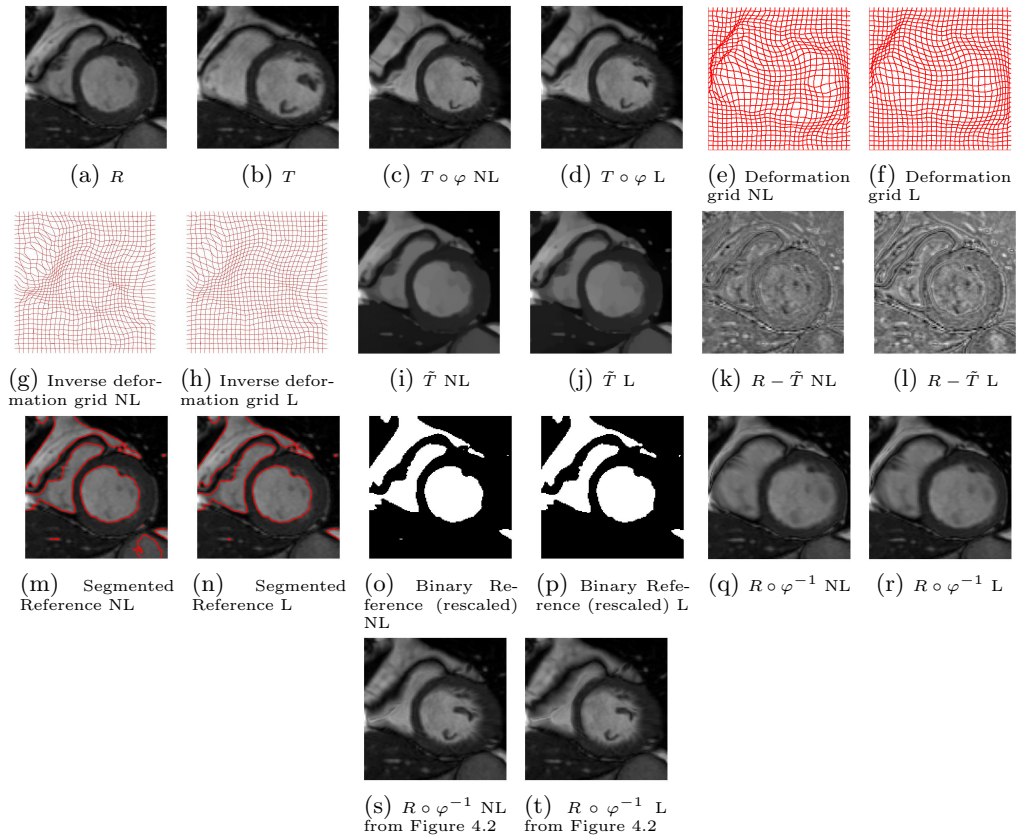 (a) R
(b) T
(c) T ∘ φ NL
(d) T ∘ φ L
(e) Deformation
grid NL
(f) Deformation
grid L
(g) Inverse defor-
mation grid NL
(h) Inverse defor-
mation grid L
(i) T̃ NL
(j) T̃ L
(k) R − T̃ NL
(l) R − T̃ L
(m) Segmented
Reference NL
(n) Segmented
Reference L
(o) Binary Re-
ference (rescaled)
NL
(p) Binary Refe-
rence (rescaled) L
(q) R ∘ φ⁻¹ NL
(r) R ∘ φ⁻¹ L
(s) R ∘ φ⁻¹ NL
from Figure 4.2
(t) R ∘ φ⁻¹ L
from Figure 4.2